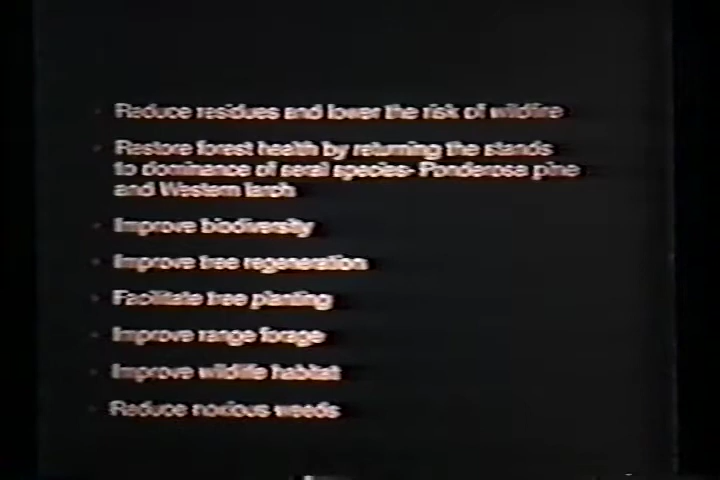 Reduce residues and lower the risk of wildfire
Restore forest health by returning the stands
to dominance of seral species- Ponderosa pine
and Western larch
Improve biodiversity
Improve tree regeneration
Facilitate tree planting
Improve range forage
Improve wildlife habitat
Reduce noxious weeds